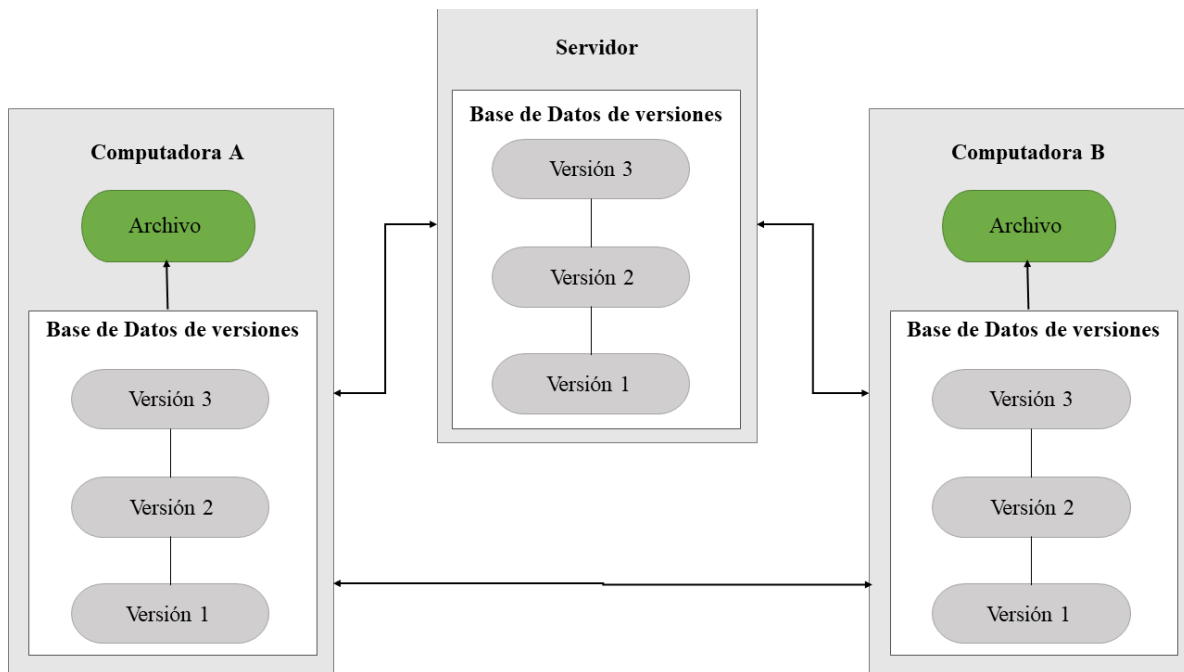 Servidor
Base de Datos de versiones
Versión 3
Versión 2
Versión 1
Computadora A
Archivo
Base de Datos de versiones
Versión 3
Versión 2
Versión 1
Computadora B
Archivo
Base de Datos de versiones
Versión 3
Versión 2
Versión 1